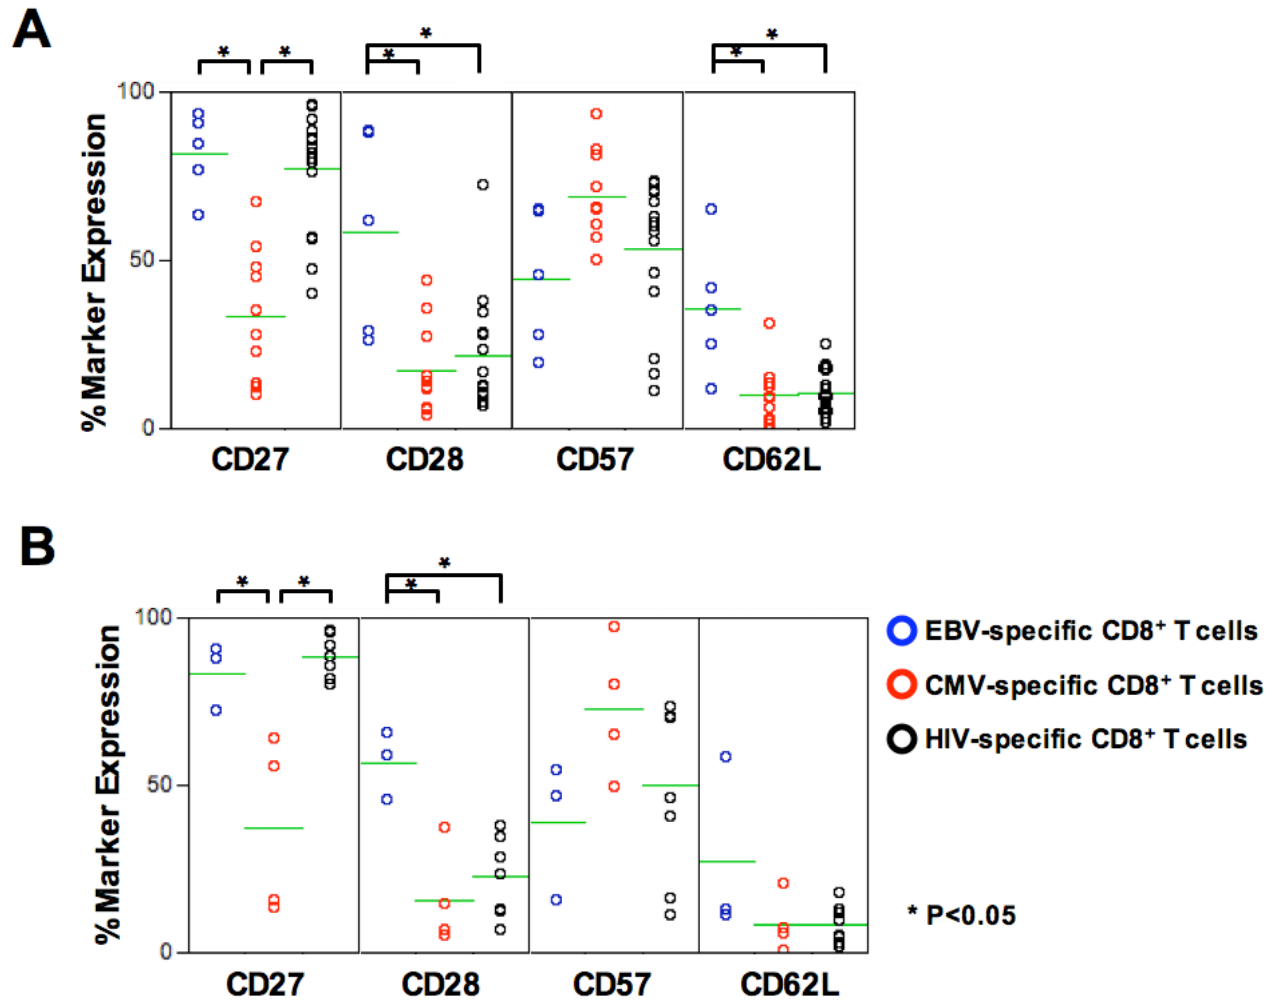 A
* * * * * *
100
50
0
%Marker Expression
CD27 CD28 CD57 CD62L
B
* * * *
100
50
0
%Marker Expression
CD27 CD28 CD57 CD62L
EBV-specific CD8+ T cells
CMV-specific CD8+ T cells
HIV-specific CD8+ T cells
* P<0.05